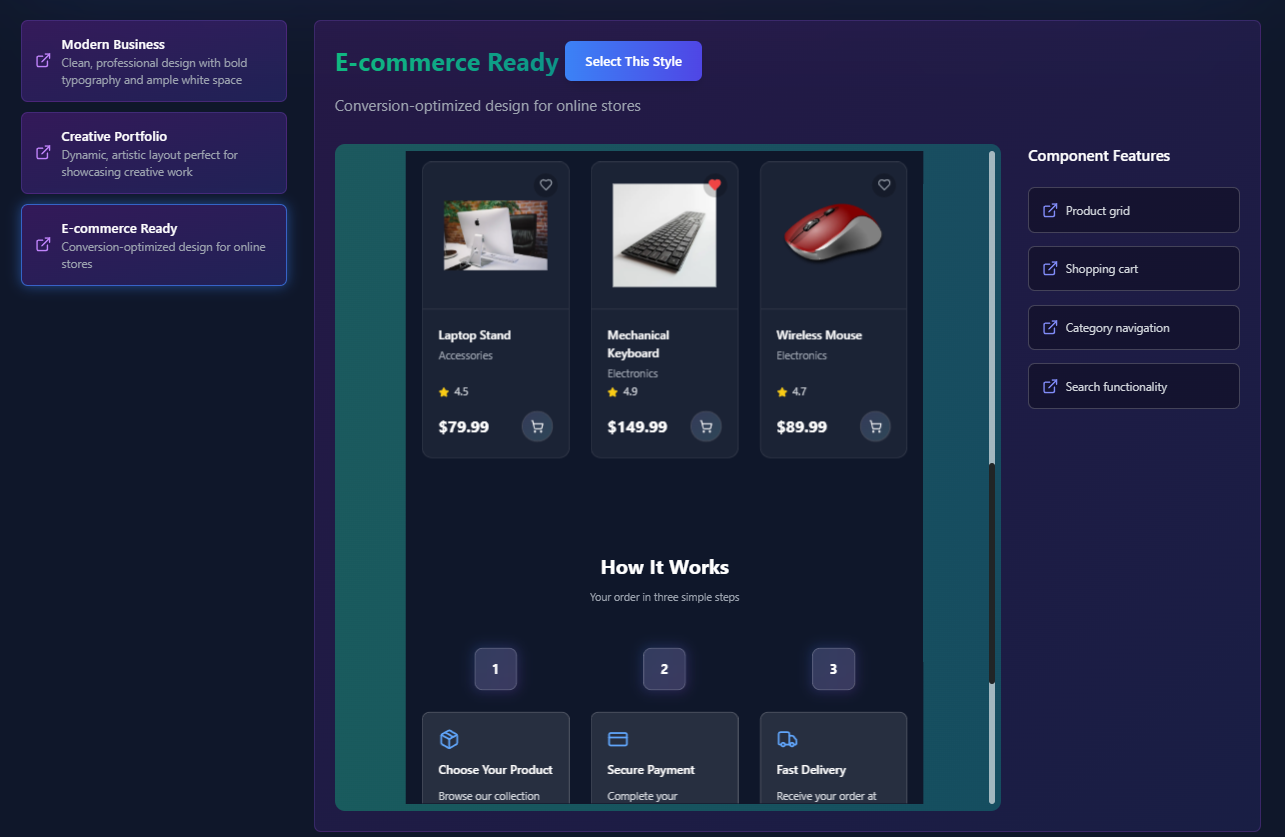 Modern Business
Clean, professional design with bold
typography and ample white space
Creative Portfolio
Dynamic, artistic layout perfect for
showcasing creative work
E-commerce Ready
Conversion-optimized design for online
stores
E-commerce Ready
Select This Style
Conversion-optimized design for online stores
Laptop Stand
Accessories
4.5
$79.99
Mechanical
Keyboard
Electronics
4.9
$149.99
Wireless Mouse
Electronics
4.7
$89.99
How It Works
Your order in three simple steps
1
2
3
Choose Your Product
Browse our collection
Secure Payment
Complete your
Fast Delivery
Receive your order at
Component Features
Product grid
Shopping cart
Category navigation
Search functionality